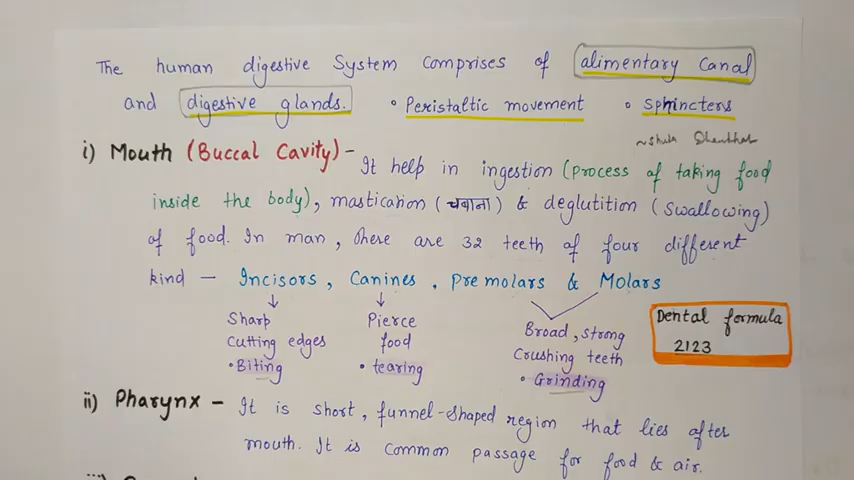 The human digestive System comprises of alimentary Canal
and digestive glands. • Peristaltic movement • Sphincters
i) Mouth (Buccal Cavity) -
It help in ingestion (process of taking food
inside the body), mastication (चबाना) & deglutition (Swallowing)
of food. In man, there are 32 teeth of four different
kind - Incisors, Canines, Premolars & Molars
Sharp
Cutting edges
• Biting
Pierce
food
• tearing
Broad, strong
Crushing teeth
• Grinding
Dental formula
2123
ii) Pharynx - It is short, funnel-shaped region that lies after
mouth. It is common passage for food & air.